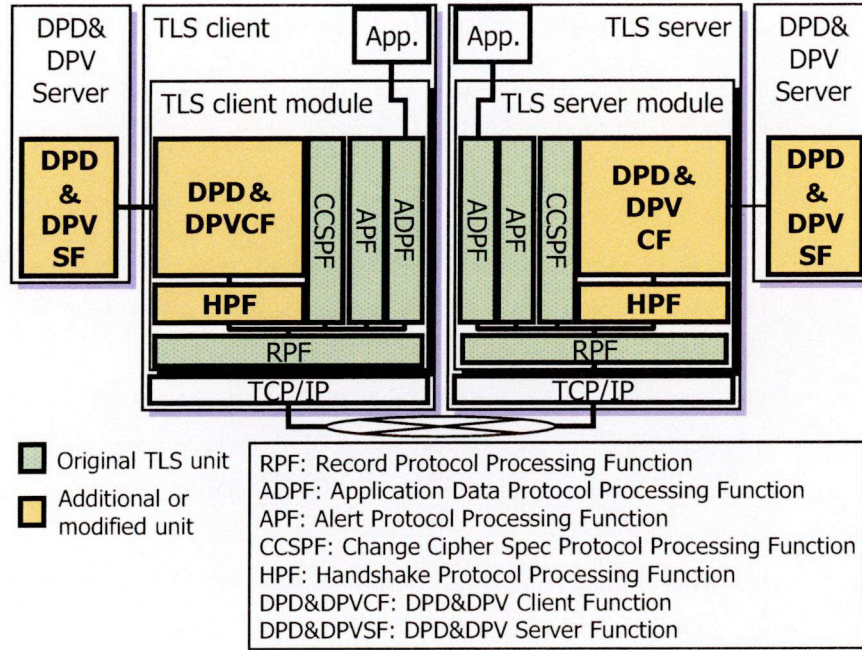 DPD&
DPV
Server
TLS client
App.
App.
TLS server
DPD&
DPV
Server
TLS client module
TLS server module
DPD
&
DPV
SF
DPD &
DPVCF
CCSPF
APF
ADPF
ADPF
APF
CCSPF
DPD &
DPV
CF
DPD
&
DPV
SF
HPF
HPF
RPF
RPF
TCP/IP
TCP/IP
Original TLS unit
Additional or
modified unit
RPF: Record Protocol Processing Function
ADPF: Application Data Protocol Processing Function
APF: Alert Protocol Processing Function
CCSPF: Change Cipher Spec Protocol Processing Function
HPF: Handshake Protocol Processing Function
DPD&DPVCF: DPD&DPV Client Function
DPD&DPVSF: DPD&DPV Server Function